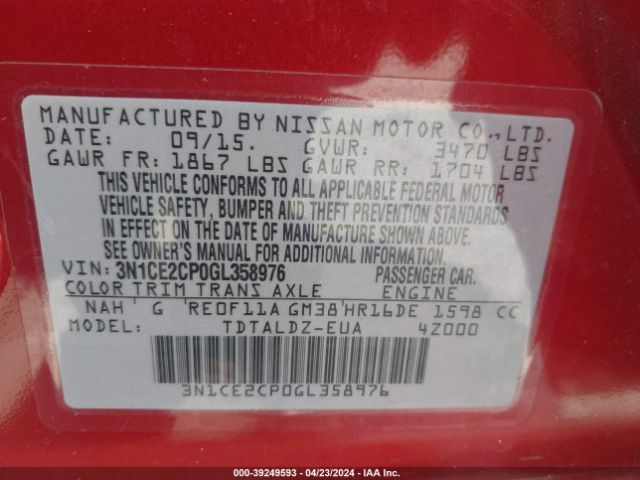 MANUFACTURED BY NISSAN MOTOR CO., LTD.
DATE: 09/15. GVWR: 3470 LBS
GAWR FR: 1867 LBS GAWR RR: 1704 LBS
THIS VEHICLE CONFORMS TO ALL APPLICABLE FEDERAL MOTOR
VEHICLE SAFETY, BUMPER AND THEFT PREVENTION STANDARDS
IN EFFECT ON THE DATE OF MANUFACTURE SHOWN ABOVE.
SEE OWNER'S MANUAL FOR ADDITIONAL INFORMATION.
VIN: 3N1CE2CP0GL358976 PASSENGER CAR.
COLOR TRIM TRANS AXLE ENGINE
NAH G RE0F11A GM38 HR16DE 1598 CC
MODEL: TDTALDZ-EUA 4Z000
3N1CE2CP0GL358976
000-39249593 - 04/23/2024 - IAA Inc.